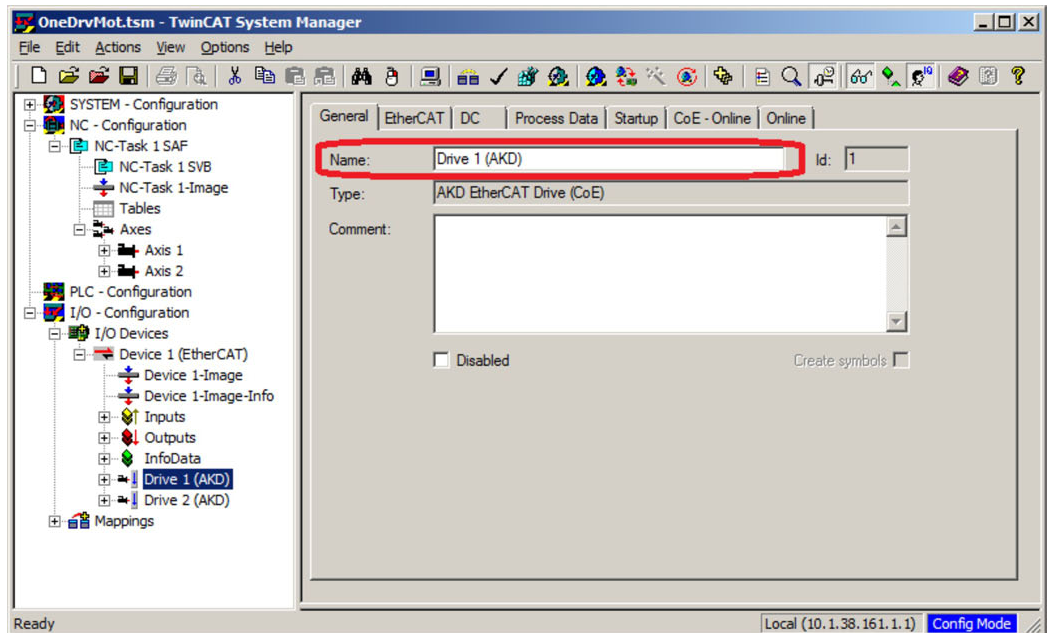 OneDrvMot.tsm - TwinCAT System Manager
File Edit Actions View Options Help
SYSTEM - Configuration
NC - Configuration
NC-Task 1 SAF
NC-Task 1 SVB
NC-Task 1-Image
Tables
Axes
Axis 1
Axis 2
PLC - Configuration
I/O - Configuration
I/O Devices
Device 1 (EtherCAT)
Device 1-Image
Device 1-Image-Info
Inputs
Outputs
InfoData
Drive 1 (AKD)
Drive 2 (AKD)
Mappings
General EtherCAT DC Process Data Startup CoE - Online Online
Name: Drive 1 (AKD) Id: 1
Type: AKD EtherCAT Drive (CoE)
Comment:
Disabled Create symbols
Ready Local (10.1.38.161.1.1) Config Mode